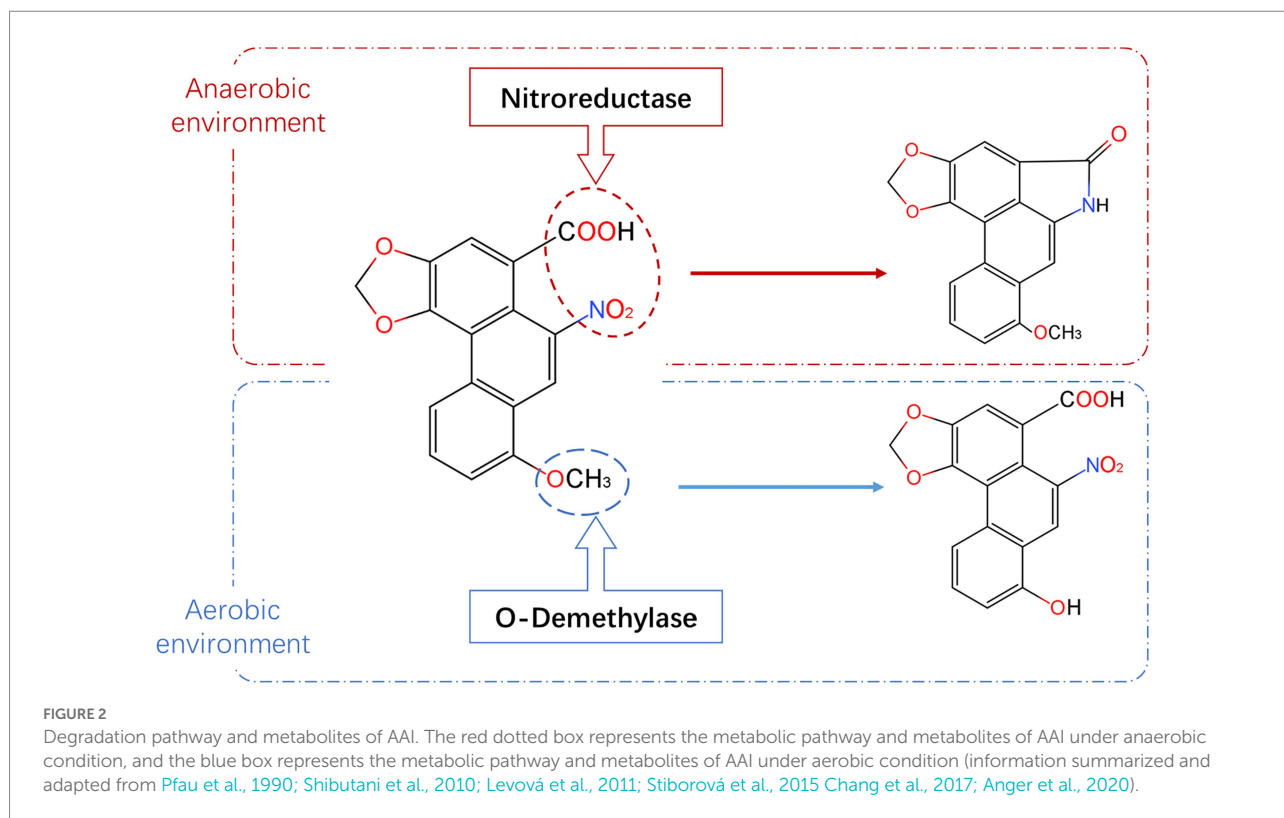 Anaerobic
environment
Nitroreductase
O
O
COOH
NO₂
OCH₃
O
O
O
NH
OCH₃
Aerobic
environment
O-Demethylase
O
O
COOH
NO₂
OH
FIGURE 2
Degradation pathway and metabolites of AAI. The red dotted box represents the metabolic pathway and metabolites of AAI under anaerobic
condition, and the blue box represents the metabolic pathway and metabolites of AAI under aerobic condition (information summarized and
adapted from Pfau et al., 1990; Shibutani et al., 2010; Levová et al., 2011; Stiborová et al., 2015 Chang et al., 2017; Anger et al., 2020).